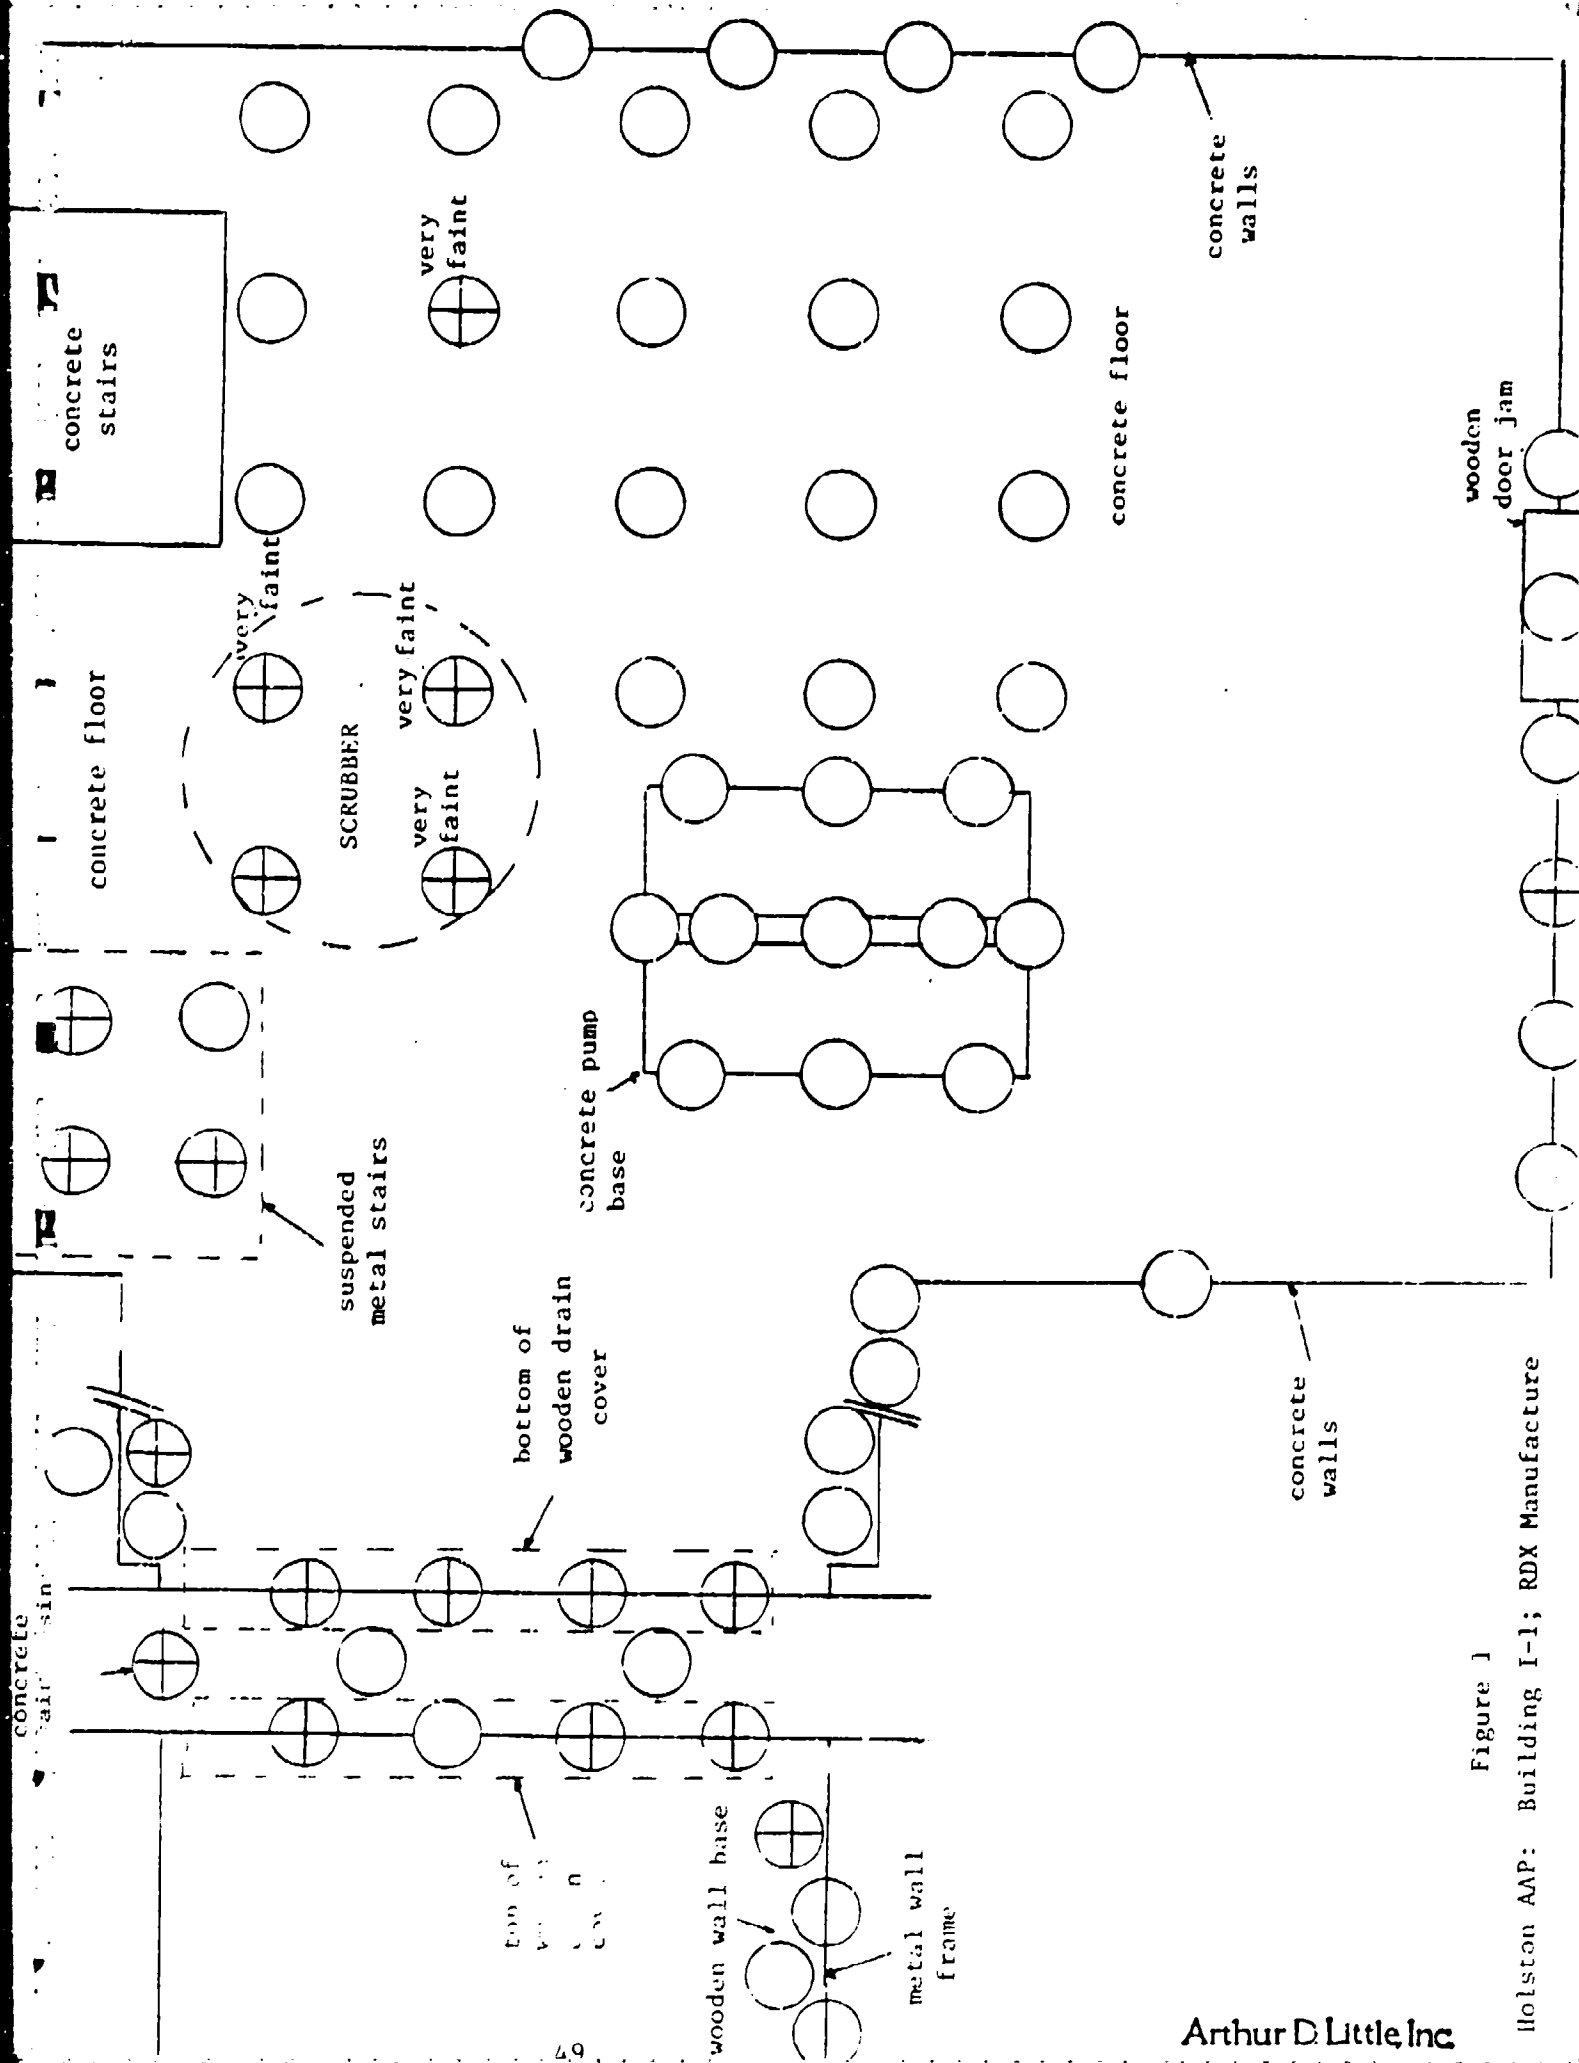 concrete
stairs
very
faint
concrete
walls
concrete floor
very
faint
very faint
SCRUBBER
very
faint
concrete floor
wooden
door jam
suspended
metal stairs
concrete pump
base
bottom of
wooden drain
cover
concrete
walls
concrete
top of
wooden wall base
metal wall
frame
Figure 1
Holston AAP: Building I-1; RDX Manufacture
49
Arthur D. Little, Inc.